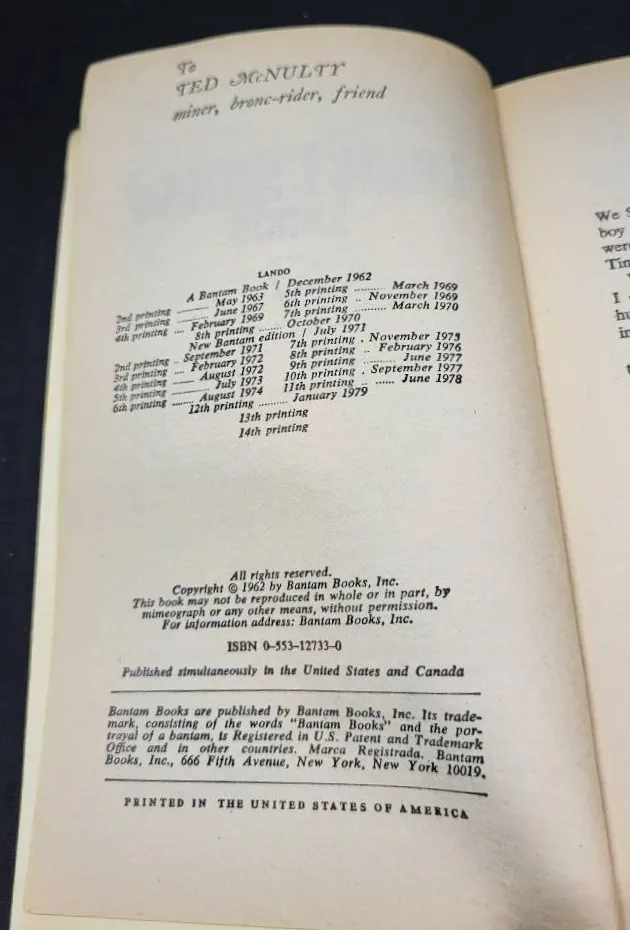 To
TED McNULTY
miner, bronc-rider, friend
LANDO
A Bantam Book / December 1962
2nd printing ......... May 1963 5th printing ......... March 1969
3rd printing ........ June 1967 6th printing .. November 1969
4th printing .... February 1969 7th printing ......... March 1970
8th printing ....... October 1970
New Bantam edition / July 1971
2nd printing .. September 1971 7th printing . November 1975
3rd printing .... February 1972 8th printing .. February 1976
4th printing ...... August 1972 9th printing ......... June 1977
5th printing ......... July 1973 10th printing . September 1977
6th printing ...... August 1974 11th printing .. ...... June 1978
12th printing ......... January 1979
13th printing
14th printing
All rights reserved.
Copyright © 1962 by Bantam Books, Inc.
This book may not be reproduced in whole or in part, by
mimeograph or any other means, without permission.
For information address: Bantam Books, Inc.
ISBN 0-553-12733-0
Published simultaneously in the United States and Canada
Bantam Books are published by Bantam Books, Inc. Its trade-
mark, consisting of the words "Bantam Books" and the por-
trayal of a bantam, is Registered in U.S. Patent and Trademark
Office and in other countries. Marca Registrada. Bantam
Books, Inc., 666 Fifth Avenue, New York, New York 10019.
PRINTED IN THE UNITED STATES OF AMERICA
We
boy
were
I